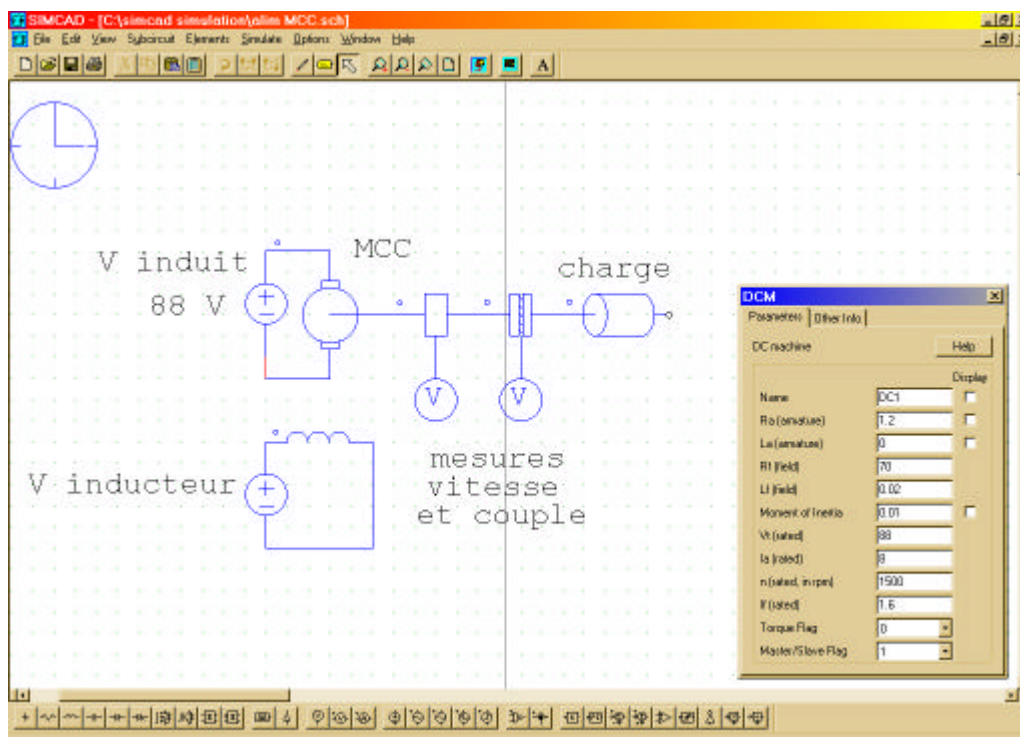 SIMCAD - [C:\simcad simulation\alim MCC.sch]
File Edit View Subcircuit Elements Simulate Options Window Help
A
V induit
MCC
88 V
charge
V
V
V inducteur
mesures
vitesse
et couple
DCM
Parameters Other Info
DC machine
Help
Display
Name
DC1
Ra (armature)
1.2
La (armature)
0
Rf (field)
70
Lf (field)
0.02
Moment of Inertia
0.01
Vt (rated)
88
Ia (rated)
8
n (rated, in rpm)
1500
If (rated)
1.6
Torque Flag
0
Master/Slave Flag
1